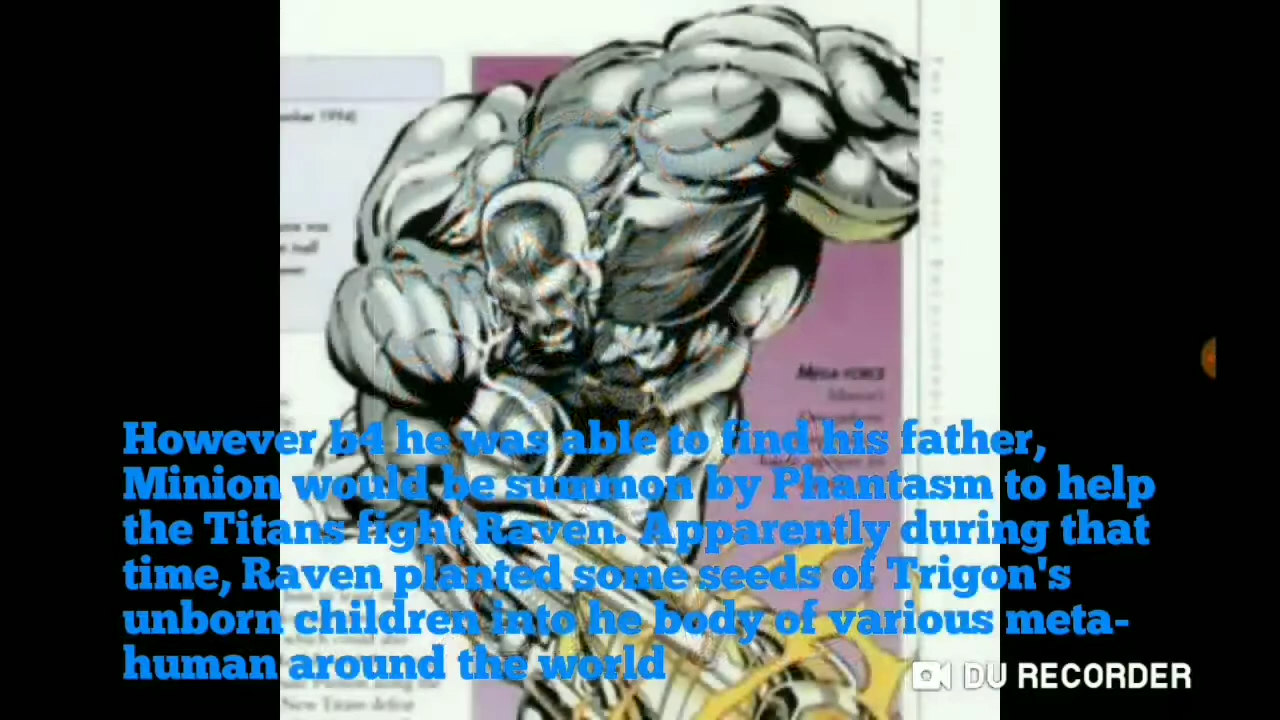 MEGA-FORCE
However b4 he was able to find his father,
Minion would be summon by Phantasm to help
the Titans fight Raven. Apparently during that
time, Raven planted some seeds of Trigon's
unborn children into he body of various meta-
human around the world
DU RECORDER